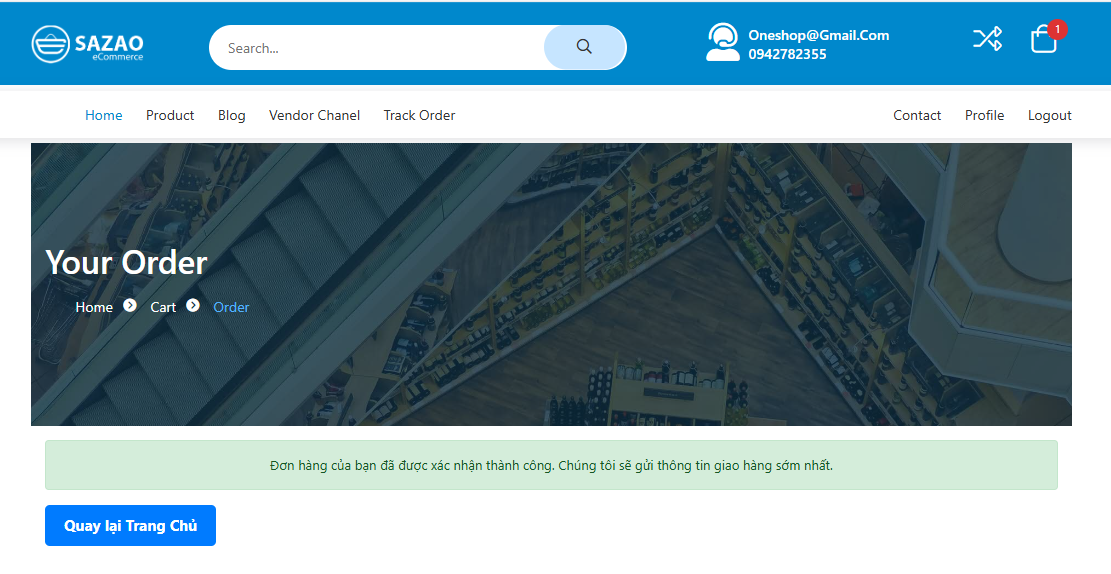 SAZAO
eCommerce
Search...
Oneshop@Gmail.Com
0942782355
1
Home Product Blog Vendor Chanel Track Order Contact Profile Logout
Your Order
Home Cart Order
Đơn hàng của bạn đã được xác nhận thành công. Chúng tôi sẽ gửi thông tin giao hàng sớm nhất.
Quay lại Trang Chủ